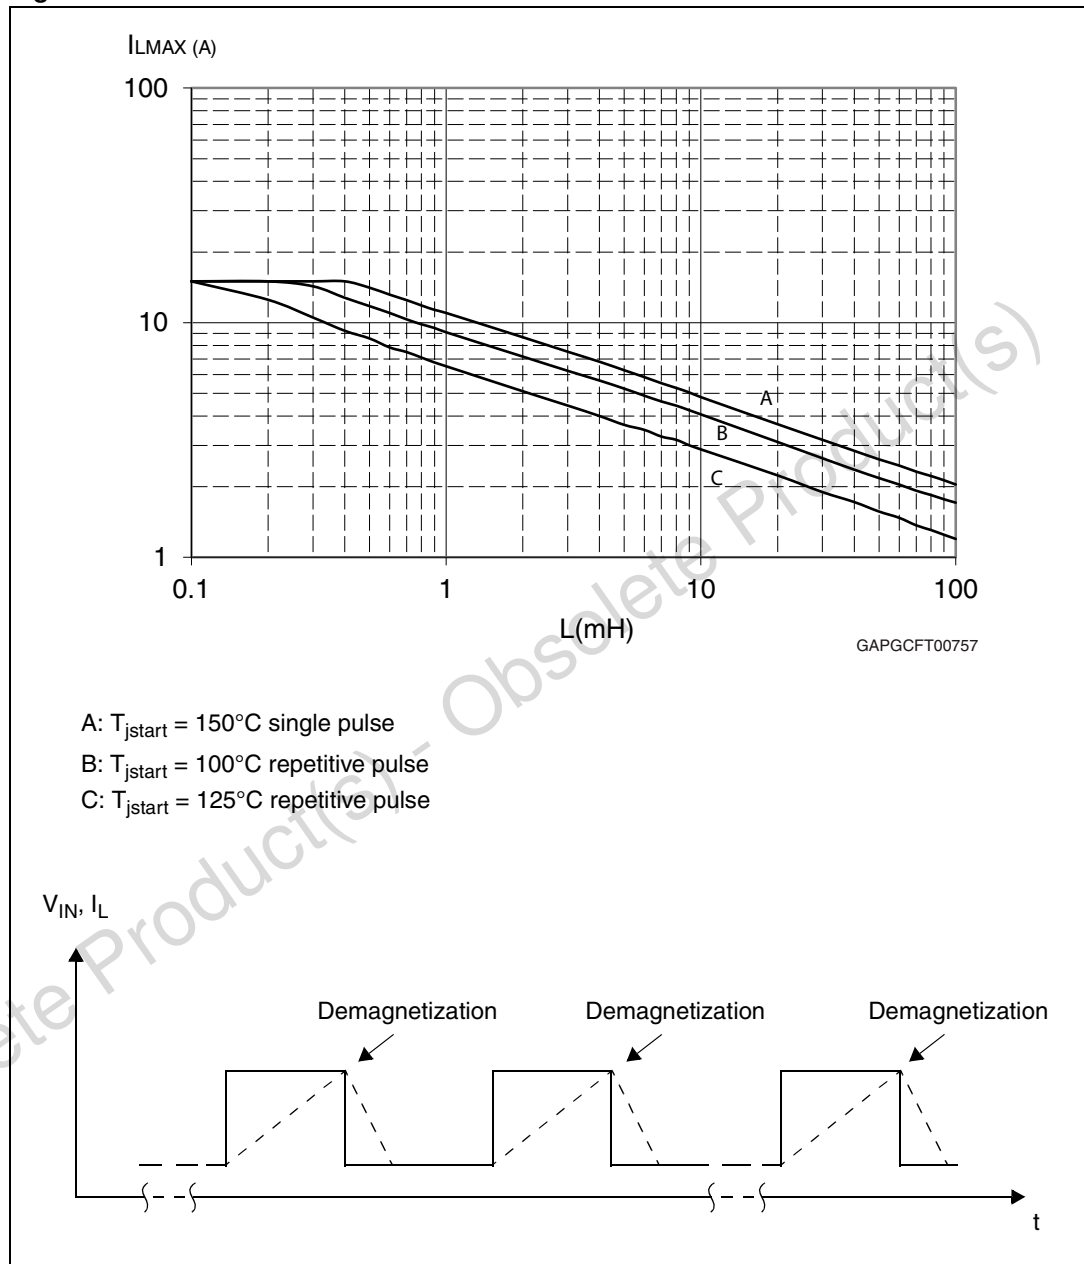 ILMAX (A)
100
10
1
A
B
C
0.1 1 10 100
L(mH)
GAPGCFT00757
A: Tjstart = 150°C single pulse
B: Tjstart = 100°C repetitive pulse
C: Tjstart = 125°C repetitive pulse
VIN, IL
Demagnetization Demagnetization Demagnetization
t
ete Product(s) - Obsolete Product(s)